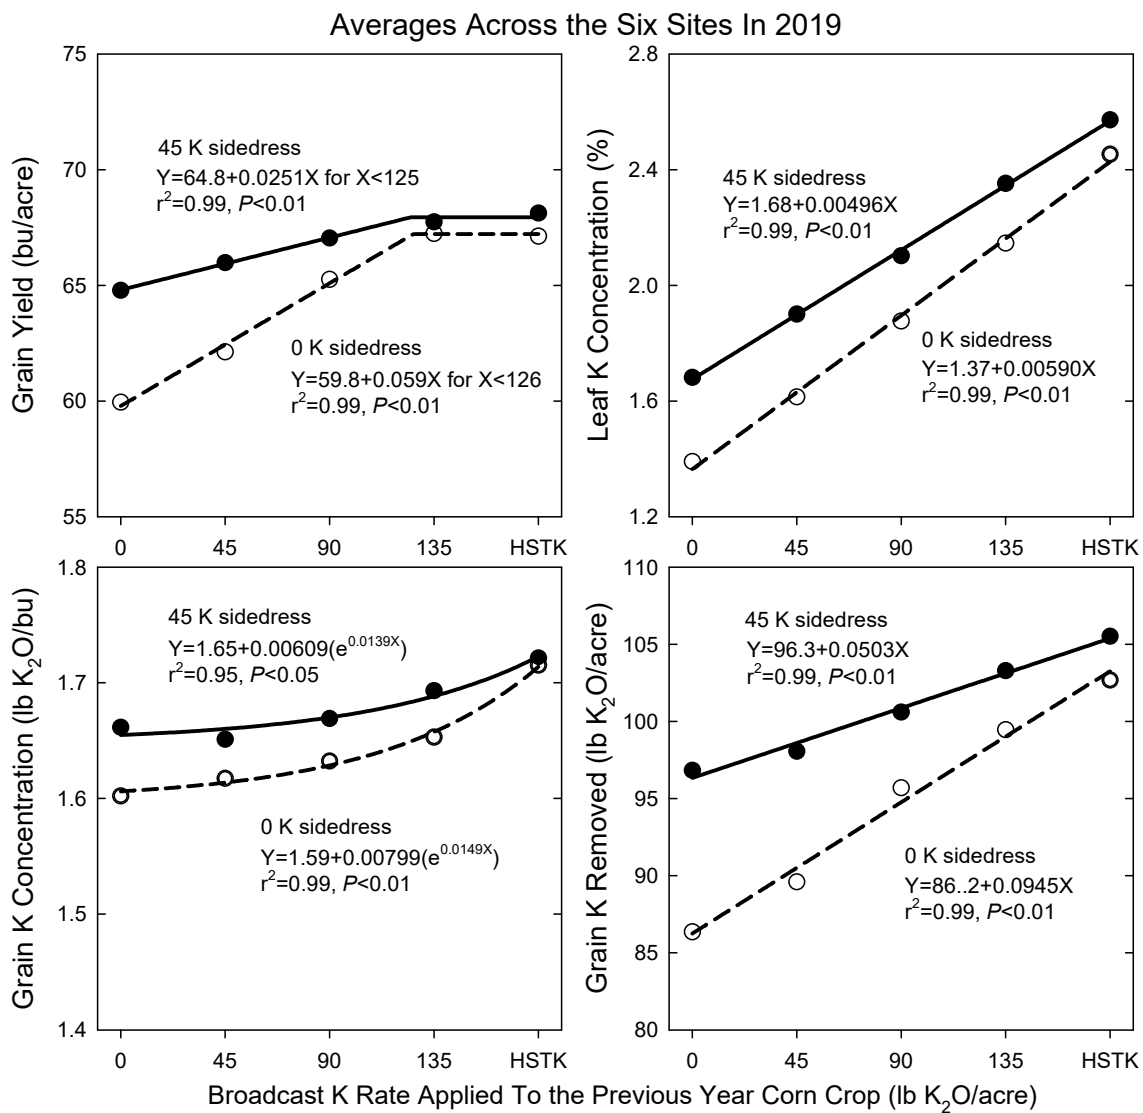 Averages Across the Six Sites In 2019
Grain Yield (bu/acre)
75
70
65
60
55
45 K sidedress
Y=64.8+0.0251X for X<125
r²=0.99, P<0.01
0 K sidedress
Y=59.8+0.059X for X<126
r²=0.99, P<0.01
0 45 90 135 HSTK
Leaf K Concentration (%)
2.8
2.4
2.0
1.6
1.2
45 K sidedress
Y=1.68+0.00496X
r²=0.99, P<0.01
0 K sidedress
Y=1.37+0.00590X
r²=0.99, P<0.01
0 45 90 135 HSTK
Grain K Concentration (lb K₂O/bu)
1.8
1.7
1.6
1.5
1.4
45 K sidedress
Y=1.65+0.00609(e^0.0139X)
r²=0.95, P<0.05
0 K sidedress
Y=1.59+0.00799(e^0.0149X)
r²=0.99, P<0.01
0 45 90 135 HSTK
Grain K Removed (lb K₂O/acre)
110
105
100
95
90
85
80
45 K sidedress
Y=96.3+0.0503X
r²=0.99, P<0.01
0 K sidedress
Y=86..2+0.0945X
r²=0.99, P<0.01
0 45 90 135 HSTK
Broadcast K Rate Applied To the Previous Year Corn Crop (lb K₂O/acre)